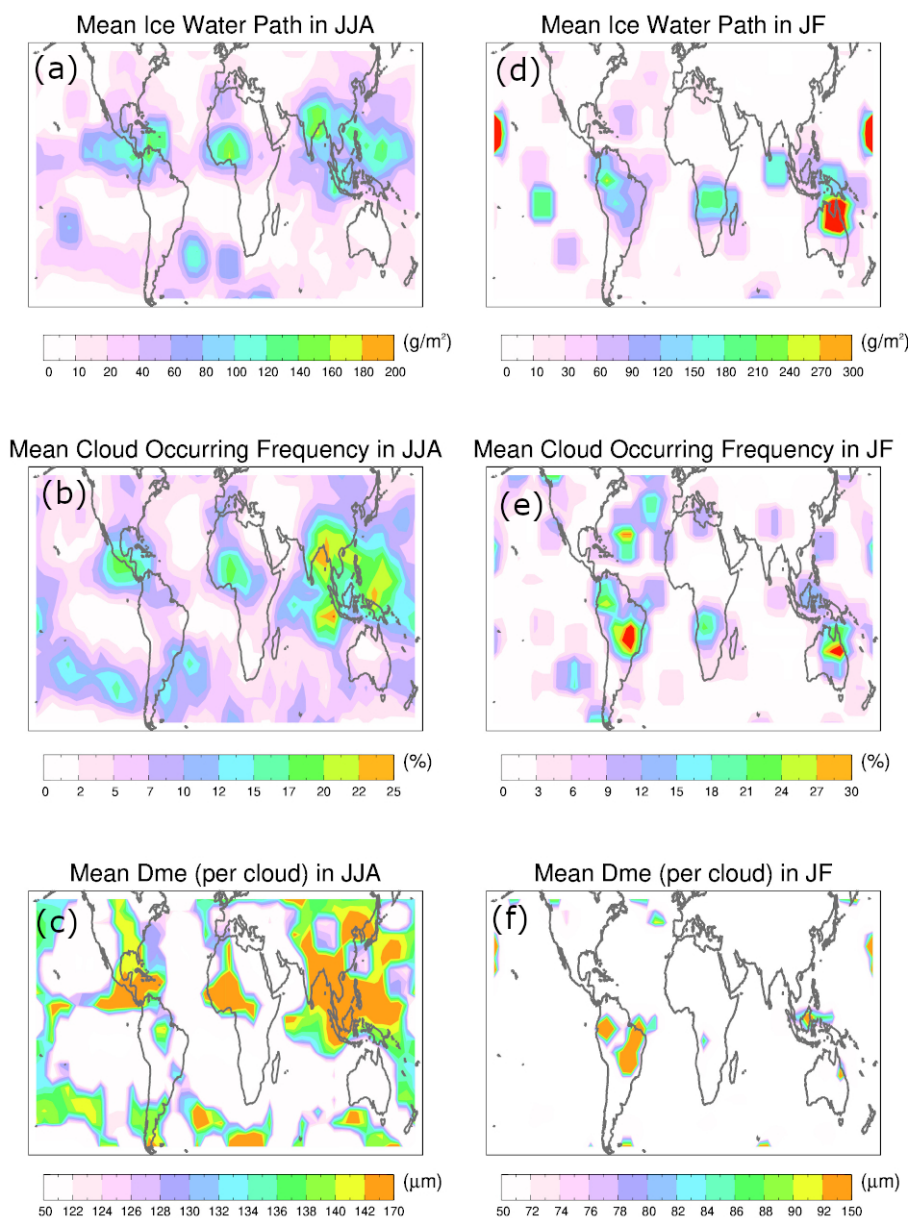 Mean Ice Water Path in JJA
(a)
0 10 20 40 60 80 100 120 140 160 180 200
(g/m²)
Mean Ice Water Path in JF
(d)
0 10 30 60 90 120 150 180 210 240 270 300
(g/m²)
Mean Cloud Occurring Frequency in JJA
(b)
0 2 5 7 10 12 15 17 20 22 25
(%)
Mean Cloud Occurring Frequency in JF
(e)
0 3 6 9 12 15 18 21 24 27 30
(%)
Mean Dme (per cloud) in JJA
(c)
50 122 124 126 128 130 132 134 136 138 140 142 170
(μm)
Mean Dme (per cloud) in JF
(f)
50 72 74 76 78 80 82 84 86 88 90 92 150
(μm)